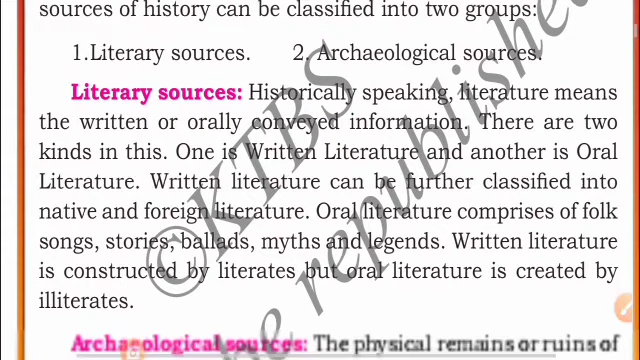 sources of history can be classified into two groups:
1.Literary sources. 2. Archaeological sources.
Literary sources: Historically speaking, literature means
the written or orally conveyed information. There are two
kinds in this. One is Written Literature and another is Oral
Literature. Written literature can be further classified into
native and foreign literature. Oral literature comprises of folk
songs, stories, ballads, myths and legends. Written literature
is constructed by literates but oral literature is created by
illiterates.
Archaeological sources: The physical remains or ruins of
©KTBS
be republished